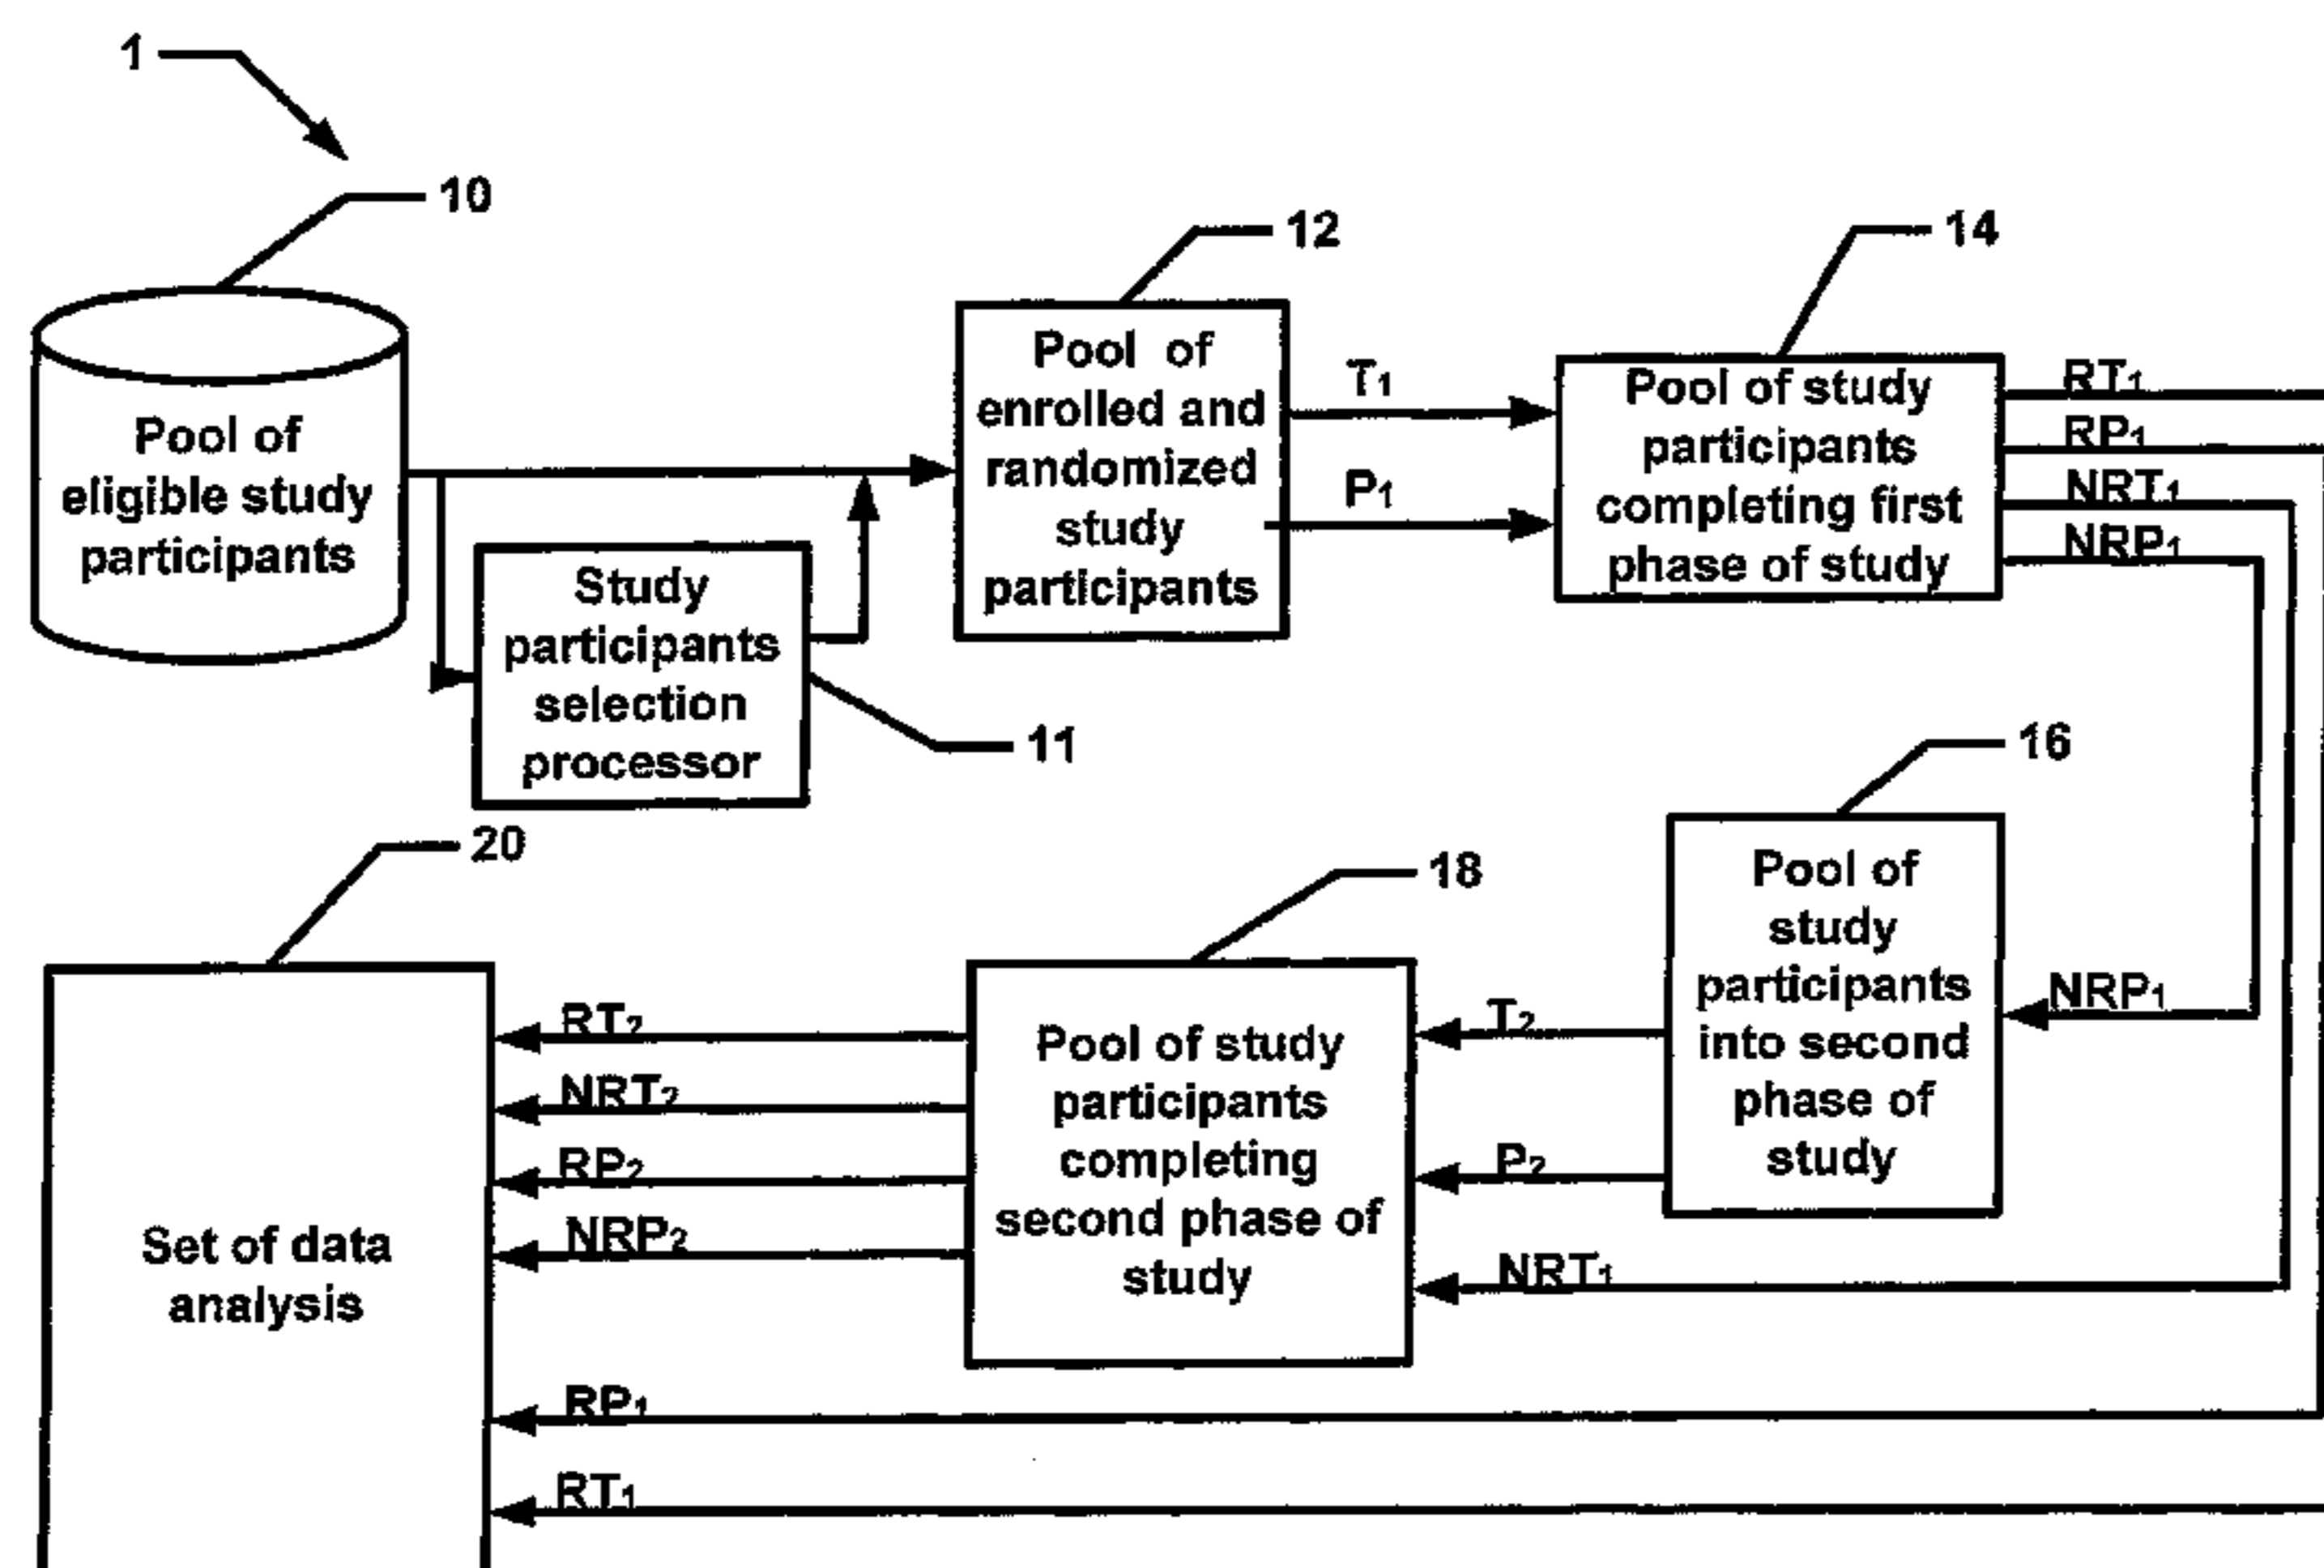 1
10
12
14
Pool of
eligible study
participants
Pool of
enrolled and
randomized
study
participants
T₁
P₁
Pool of study
participants
completing first
phase of study
RT₁
RP₁
NRT₁
NRP₁
Study
participants
selection
processor
11
16
20
18
Pool of
study
participants
into second
phase of
study
NRP₁
T₂
P₂
NRT₁
Pool of study
participants
completing
second phase of
study
RT₂
NRT₂
RP₂
NRP₂
Set of data
analysis
RP₁
RT₁